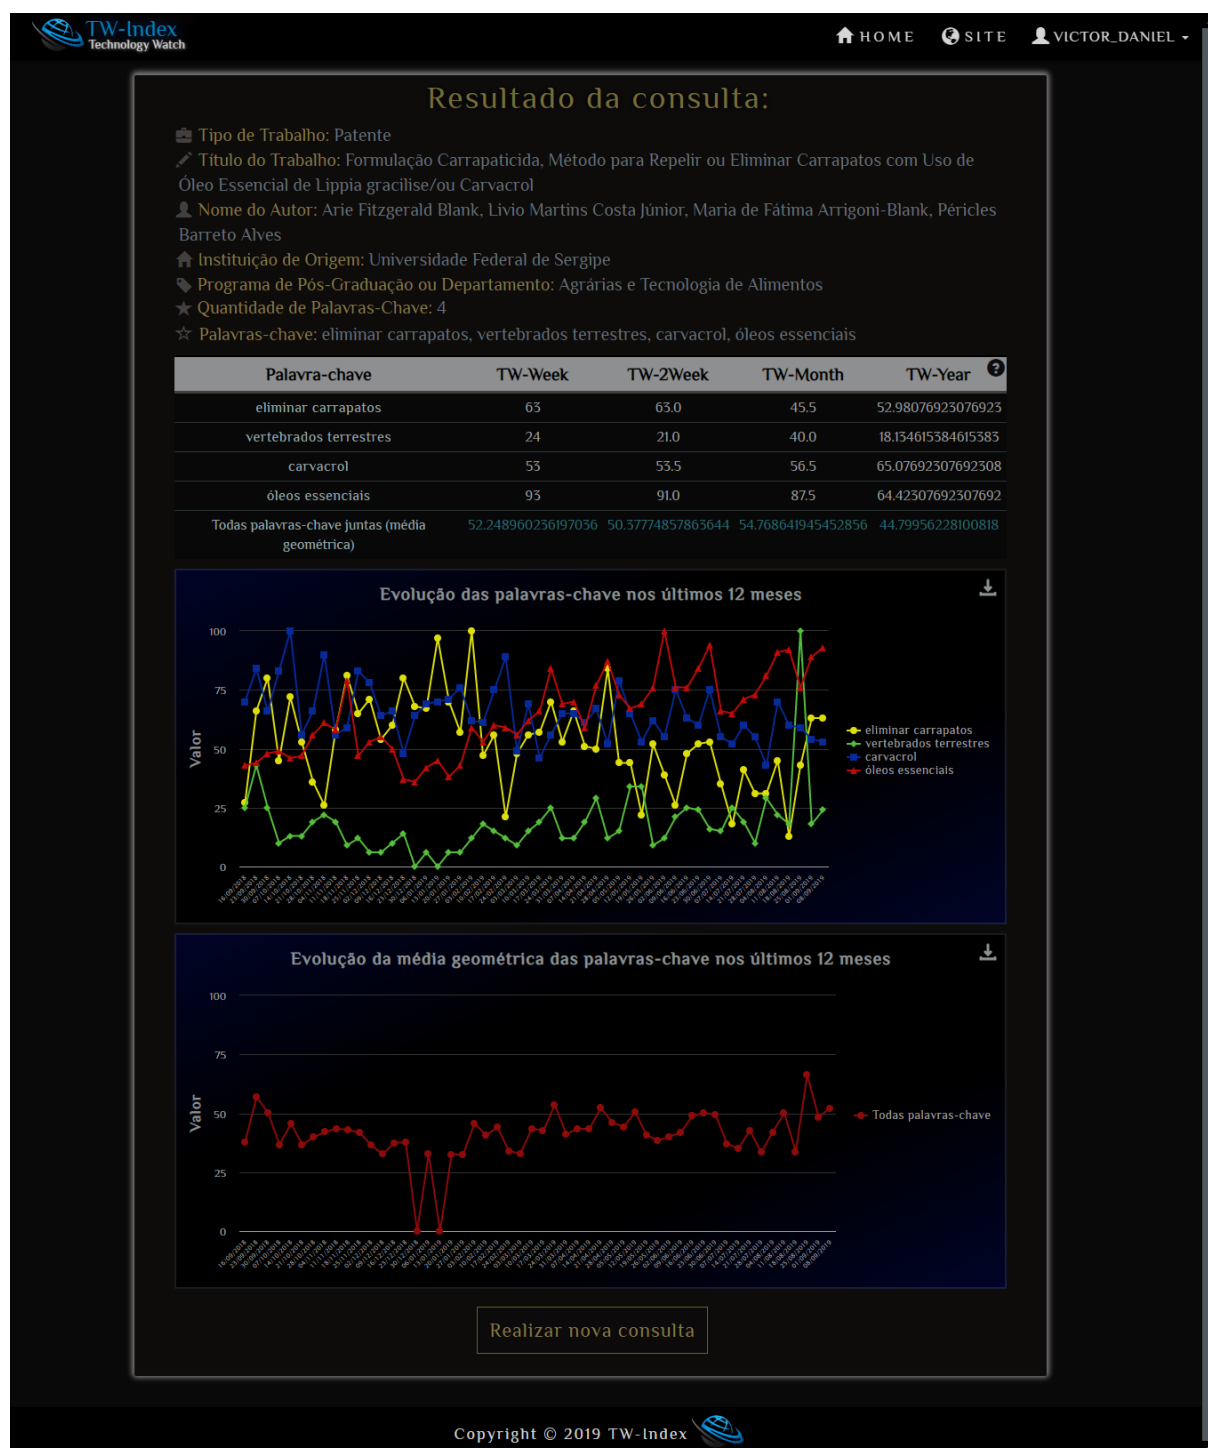 TW-Index
Technology Watch
HOME SITE VICTOR_DANIEL
Resultado da consulta:
Tipo de Trabalho: Patente
Título do Trabalho: Formulação Carrapaticida, Método para Repelir ou Eliminar Carrapatos com Uso de
Óleo Essencial de Lippia gracilise/ou Carvacrol
Nome do Autor: Arie Fitzgerald Blank, Livio Martins Costa Júnior, Maria de Fátima Arrigoni-Blank, Péricles
Barreto Alves
Instituição de Origem: Universidade Federal de Sergipe
Programa de Pós-Graduação ou Departamento: Agrárias e Tecnologia de Alimentos
Quantidade de Palavras-Chave: 4
Palavras-chave: eliminar carrapatos, vertebrados terrestres, carvacrol, óleos essenciais
Palavra-chave TW-Week TW-2Week TW-Month TW-Year ?
eliminar carrapatos 63 63.0 45.5 52.98076923076923
vertebrados terrestres 24 21.0 40.0 18.134615384615383
carvacrol 53 53.5 56.5 65.07692307692308
óleos essenciais 93 91.0 87.5 64.42307692307692
Todas palavras-chave juntas (média
geométrica) 52.248960236197036 50.37774857863644 54.768641945452856 44.79956228100818
Evolução das palavras-chave nos últimos 12 meses
100
75
50
25
0
Valor
eliminar carrapatos
vertebrados terrestres
carvacrol
óleos essenciais
Evolução da média geométrica das palavras-chave nos últimos 12 meses
100
75
50
25
0
Valor
Todas palavras-chave
Realizar nova consulta
Copyright © 2019 TW-Index